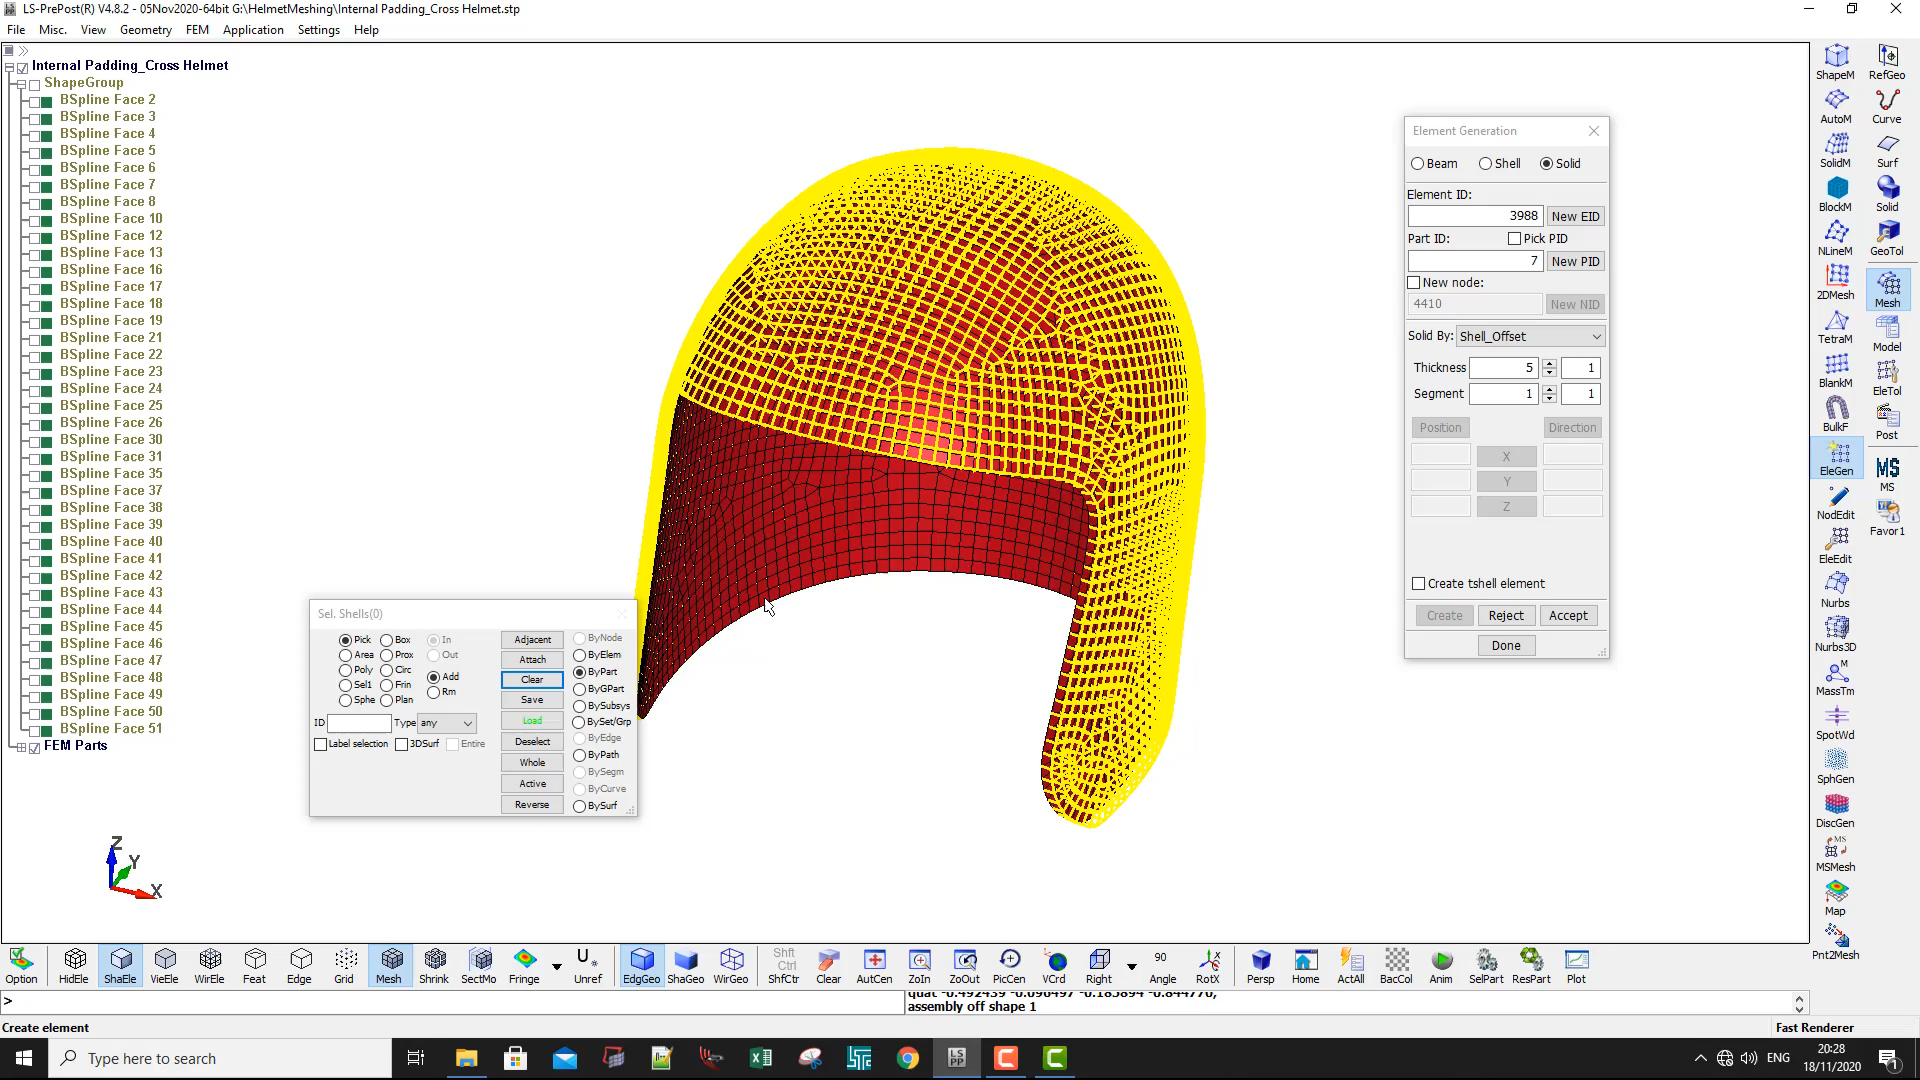 LS-PrePost(R) V4.8.2 - 05Nov2020-64bit G:\HelmetMeshing\Internal Padding_Cross Helmet.stp
File Misc. View Geometry FEM Application Settings Help
Internal Padding_Cross Helmet
ShapeGroup
BSpline Face 2
BSpline Face 3
BSpline Face 4
BSpline Face 5
BSpline Face 6
BSpline Face 7
BSpline Face 8
BSpline Face 10
BSpline Face 12
BSpline Face 13
BSpline Face 16
BSpline Face 17
BSpline Face 18
BSpline Face 19
BSpline Face 21
BSpline Face 22
BSpline Face 23
BSpline Face 24
BSpline Face 25
BSpline Face 26
BSpline Face 30
BSpline Face 31
BSpline Face 35
BSpline Face 37
BSpline Face 38
BSpline Face 39
BSpline Face 40
BSpline Face 41
BSpline Face 42
BSpline Face 43
BSpline Face 44
BSpline Face 45
BSpline Face 46
BSpline Face 47
BSpline Face 48
BSpline Face 49
BSpline Face 50
BSpline Face 51
FEM Parts
Z
Y
X
Sel. Shells(0)
Pick Box In Adjacent ByNode
Area Prox Out Attach ByElem
Poly Circ Add Clear ByPart
Sel1 Frin Rm Save ByGPart
Sphe Plan Load BySubsys
ID Type any BySet/Grp
Label selection 3DSurf Entire Deselect ByEdge
Whole ByPath
Active BySegm
Reverse ByCurve
BySurf
Element Generation
Beam Shell Solid
Element ID:
3988 New EID
Part ID: Pick PID
7 New PID
New node:
4410 New NID
Solid By: Shell_Offset
Thickness 5 1
Segment 1 1
Position Direction
X
Y
Z
Create tshell element
Create Reject Accept
Done
ShapeM RefGeo
AutoM Curve
SolidM Surf
BlockM Solid
NLineM GeoTol
2DMesh Mesh
TetraM Model
BlankM EleTol
BulkF Post
EleGen MS
NodEdit Favor1
EleEdit
Nurbs
Nurbs3D
MassTm
SpotWd
SphGen
DiscGen
MS
MSMesh
Map
Pnt2Mesh
Option HidEle ShaEle VieEle WirEle Feat Edge Grid Mesh Shrink SectMo Fringe Unref EdgGeo ShaGeo WirGeo Shft Ctrl ShfCtr Clear AutCen ZoIn ZoOut PicCen VCrd Right 90 Angle RotX Persp Home ActAll BacCol Anim SelPart ResPart Plot
>
quat -0.492439 -0.096497 -0.185894 -0.844770;
assembly off shape 1
Create element Fast Renderer
Type here to search
LS
PP
ENG
20:28
18/11/2020
1